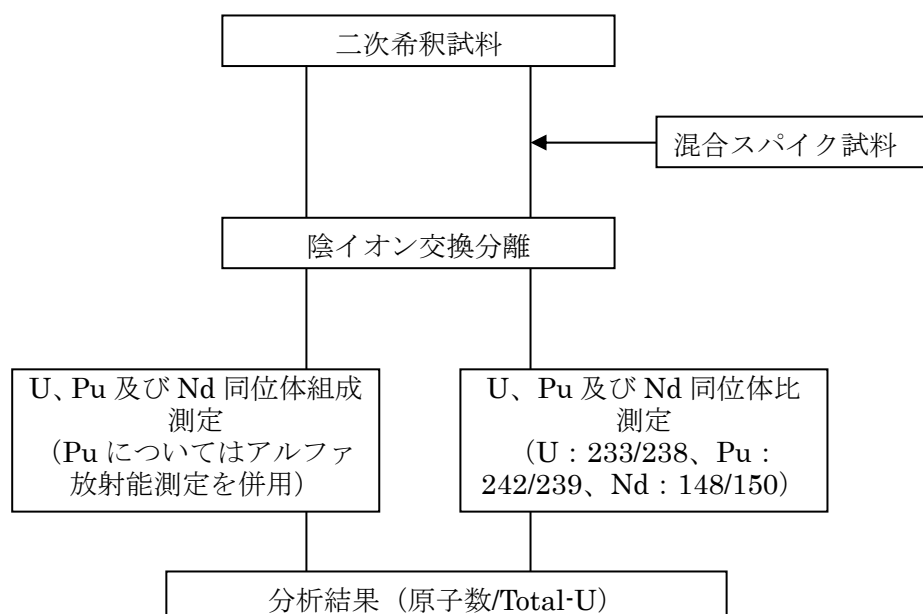 二次希釈試料
混合スパイク試料
陰イオン交換分離
U、Pu 及び Nd 同位体組成
測定
(Pu についてはアルファ
放射能測定を併用)
U、Pu 及び Nd 同位体比
測定
(U:233/238、Pu:
242/239、Nd:148/150)
分析結果(原子数/Total-U)